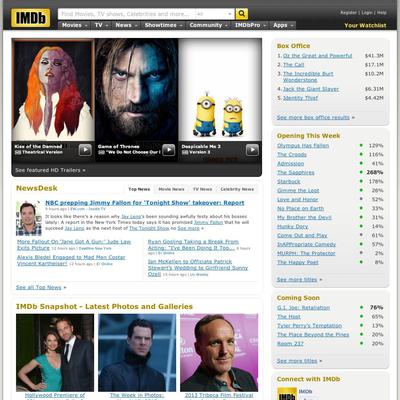 IMDb
Find Movies, TV shows, Celebrities and more...
All
Register | Login | Help
Movies
TV
News
Showtimes
Community
IMDbPro
Apps
Your Watchlist
Kiss of the Damned
Theatrical Version
Game of Thrones
"We Do Not Choose Our I
Despicable Me 2
Version 3
See featured HD Trailers »
NewsDesk
Top News
Movie News
TV News
Celebrity News
NBC prepping Jimmy Fallon for 'Tonight Show' takeover: Report
It looks like there's a reason why Jay Leno's been sounding awfully feisty about his bosses
lately: A report in the New York Times today says it has promised Jimmy Fallon that he will
succeed Jay Leno as the next host of The Tonight Show so See more »
More Fallout On 'Jane Got A Gun': Jude Law
Exits Picture
Alexis Bledel Engaged to Mad Men Costar
Vincent Kartheiser!
Ryan Gosling Taking a Break From
Acting: "I've Been Doing It Too...
Jan McKellen to Officiate Patrick
Stewart's Wedding to Girlfriend Sunny
Ozell
See all Top News »
IMDb Snapshot - Latest Photos and Galleries
Hollywood Premiere of
The Week in Photos:
2013 Tribeca Film Festival:
Box Office
1. Oz the Great and Powerful $41.3M
2. The Call $17.1M
3. The Incredible Burt Wonderstone $10.2M
4. Jack the Giant Slayer $6.31M
5. Identity Thief $4.42M
See more box office results »
Opening This Week
Olympus Has Fallen 129%
The Croods 116%
Admission 41%
The Sapphires 268%
Starbuck 178%
Gimme the Loot 26%
Love and Honor 52%
No Place on Earth 33%
My Brother the Devil 31%
Hunky Dory 14%
Come Out and Play 61%
InAPPropriate Comedy 57%
MURPH: The Protector 2%
The Happy Poet 8%
See more titles »
Coming Soon
G.I. Joe: Retaliation 76%
The Host 65%
Tyler Perry's Temptation 13%
The Place Beyond the Pines 20%
Room 237 20%
See more titles »
Connect with IMDb
IMDb